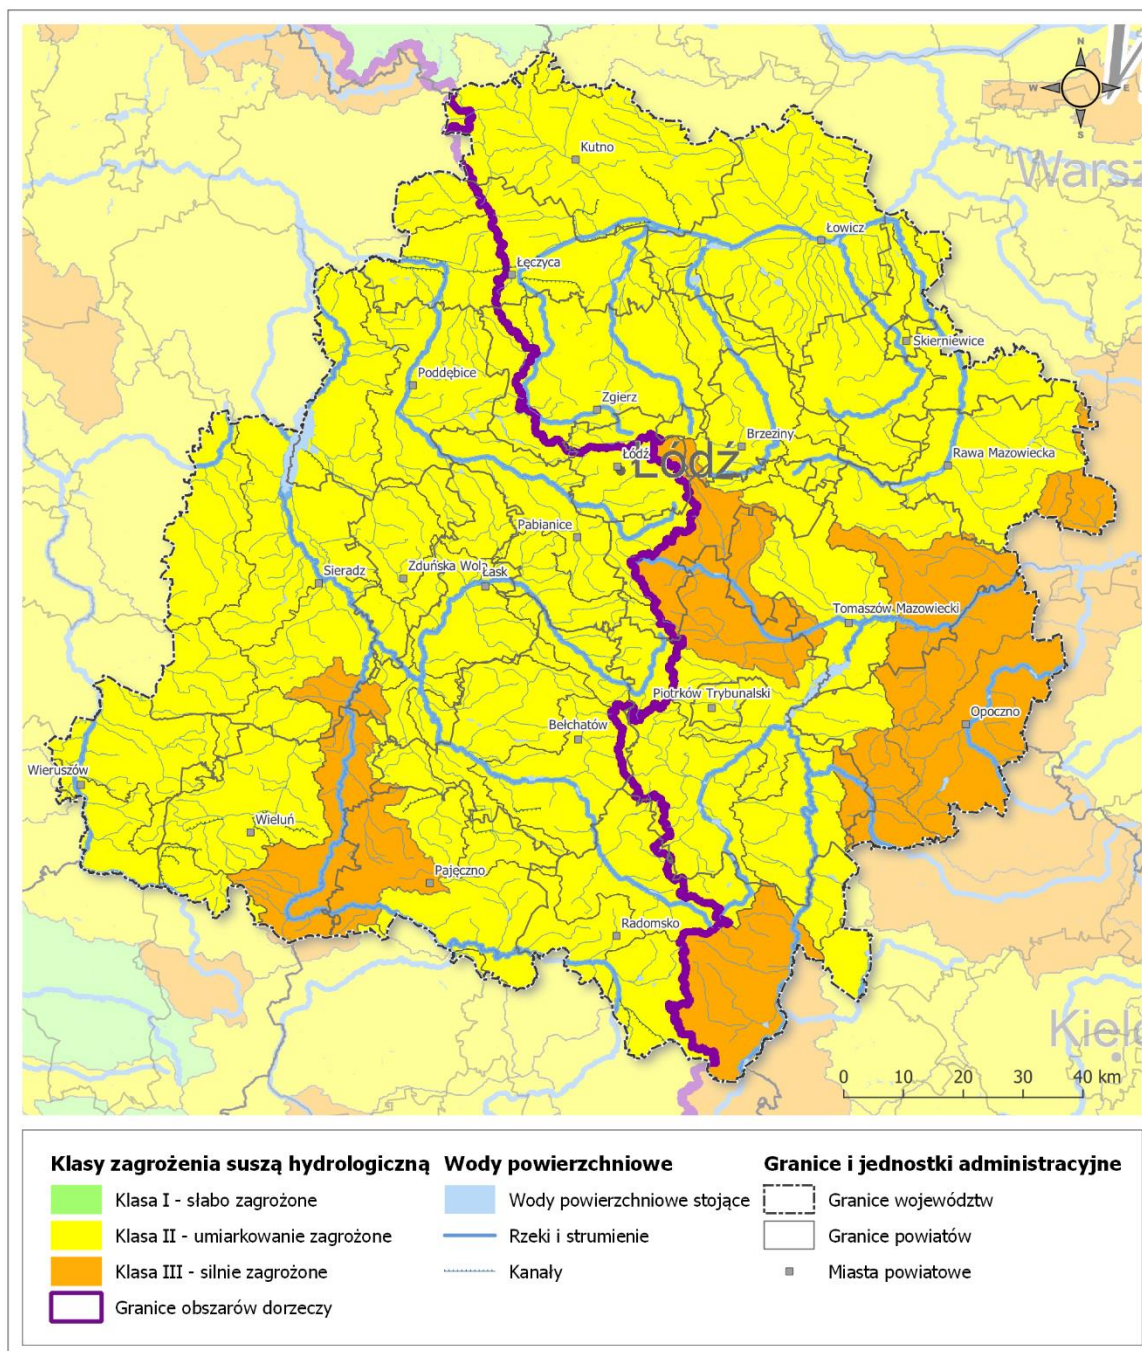 N
W
E
S
Warsz
Kutno
Łowicz
Łęczyca
Skierniewice
Poddębice
Zgierz
Brzeziny
Łódź
Łódź
Rawa Mazowiecka
Pabianice
Sieradz
Zduńska Wola
Łask
Tomaszów Mazowiecki
Piotrków Trybunalski
Bełchatów
Opoczno
Wieruszów
Wieluń
Pajęczno
Radomsko
Kielc
0 10 20 30 40 km
Klasy zagrożenia suszą hydrologiczną
Klasa I - słabo zagrożone
Klasa II - umiarkowanie zagrożone
Klasa III - silnie zagrożone
Granice obszarów dorzeczy
Wody powierzchniowe
Wody powierzchniowe stojące
Rzeki i strumienie
Kanały
Granice i jednostki administracyjne
Granice województw
Granice powiatów
Miasta powiatowe